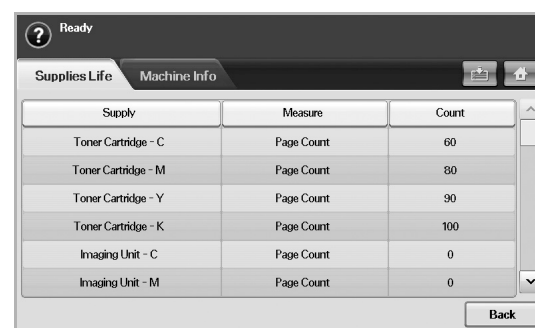 ? Ready
Supplies Life Machine Info
Supply Measure Count
Toner Cartridge - C Page Count 60
Toner Cartridge - M Page Count 80
Toner Cartridge - Y Page Count 90
Toner Cartridge - K Page Count 100
Imaging Unit - C Page Count 0
Imaging Unit - M Page Count 0
Back